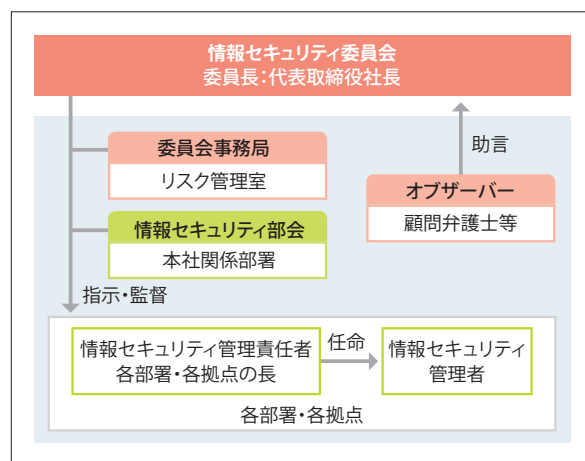 情報セキュリティ委員会
委員長：代表取締役社長
委員会事務局
リスク管理室
情報セキュリティ部会
本社関係部署
助言
オブザーバー
顧問弁護士等
指示・監督
情報セキュリティ管理責任者
各部署・各拠点の長
任命
情報セキュリティ
管理者
各部署・各拠点